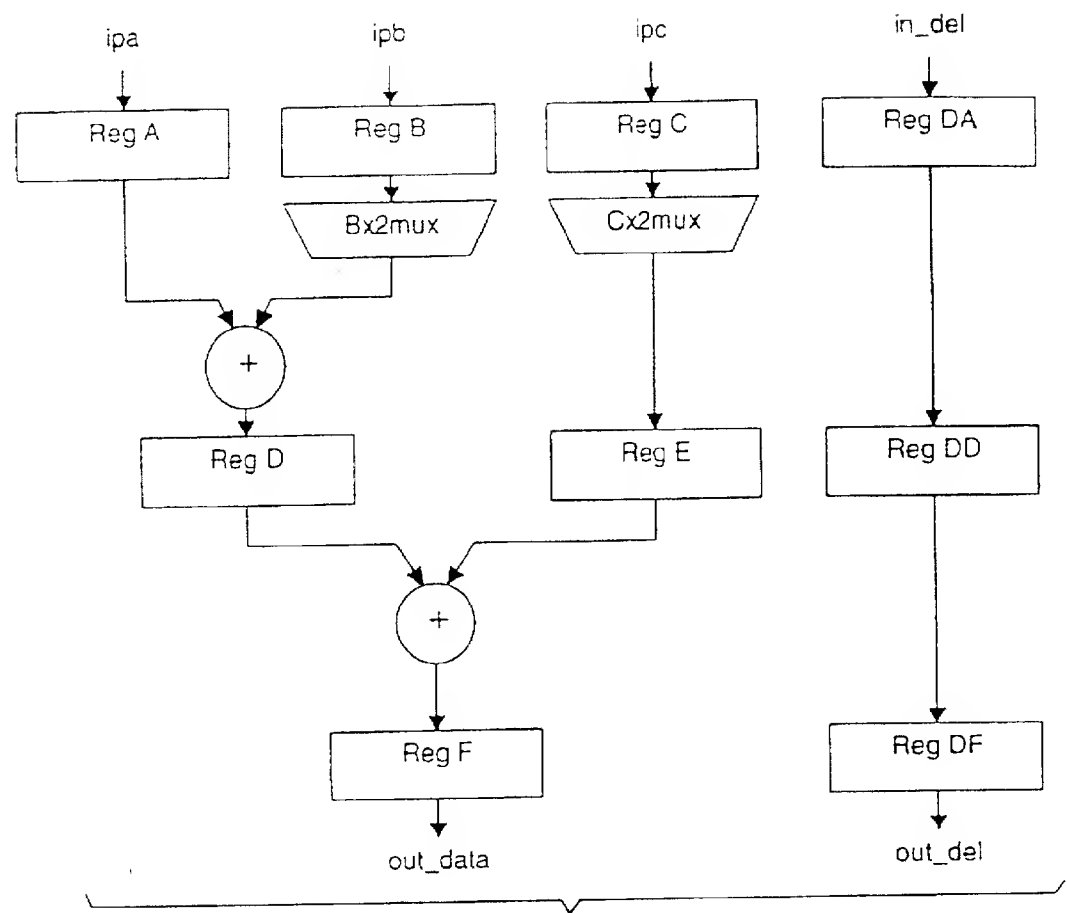 ipa
ipb
ipc
in_del
Reg A
Reg B
Reg C
Reg DA
Bx2mux
Cx2mux
+
Reg D
Reg E
Reg DD
+
Reg F
Reg DF
out_data
out_del